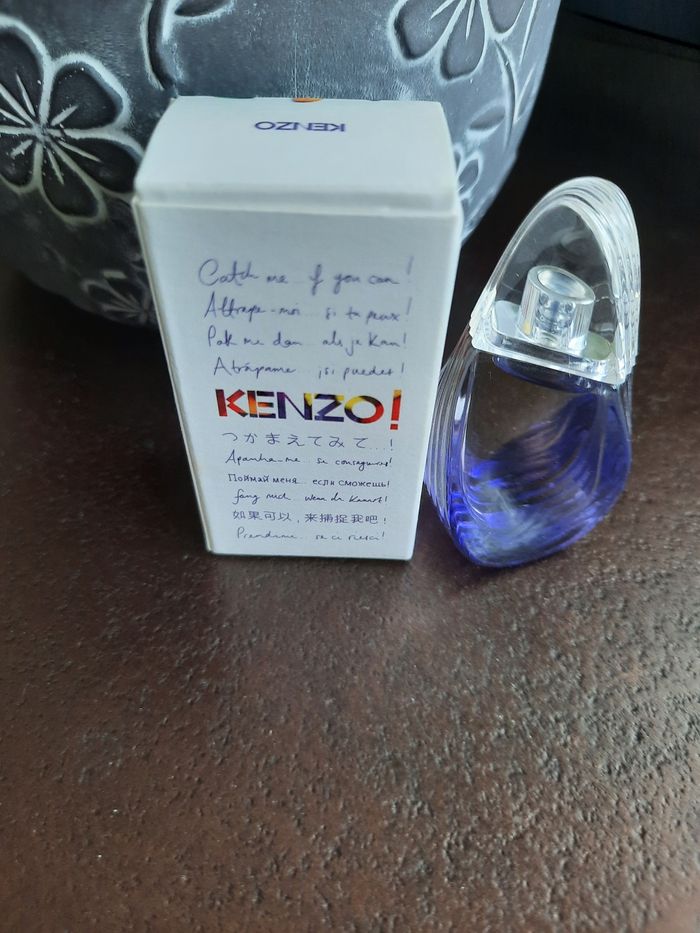 KENZO
Catch me if you can!
Attrape-moi... si tu peux!
Pak me dan als je kan!
Atrápame... ¡si puedes!
KENZO!
つかまえてみて...!
Apanha-me... se conseguires!
Поймай меня... если сможешь!
fang mich wenn du kannst!
如果可以，来捕捉我吧！
Prendimi... se ci riesci!